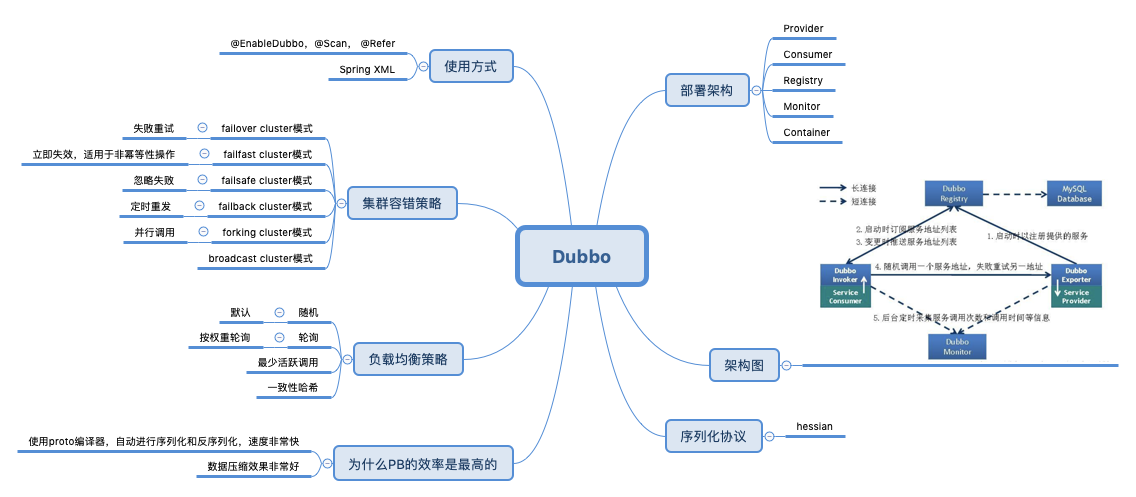 Dubbo
使用方式
@EnableDubbo，@Scan， @Refer
Spring XML
集群容错策略
failover cluster模式
失败重试
failfast cluster模式
立即失效，适用于非幂等性操作
failsafe cluster模式
忽略失败
failback cluster模式
定时重发
forking cluster模式
并行调用
broadcast cluster模式
负载均衡策略
随机
默认
轮询
按权重轮询
最少活跃调用
一致性哈希
为什么PB的效率是最高的
使用proto编译器，自动进行序列化和反序列化，速度非常快
数据压缩效果非常好
部署架构
Provider
Consumer
Registry
Monitor
Container
架构图
长连接
短连接
Dubbo
Registry
MySQL
Database
2. 启动时订阅服务地址列表
3. 变更时推送服务地址列表
1. 启动时以注册提供的服务
4. 随机调用一个服务地址，失败重试另一地址
Dubbo
Invoker
Service
Consumer
Dubbo
Exporter
Service
Provider
5. 后台定时采集服务调用次数和调用时间等信息
Dubbo
Monitor
序列化协议
hessian